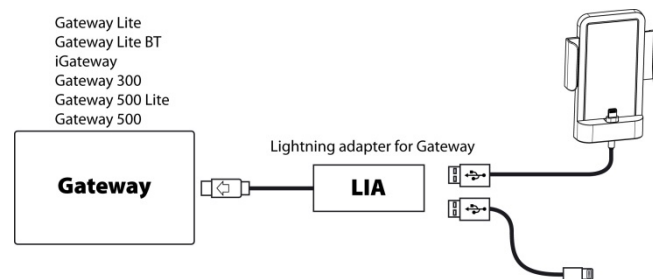 Gateway Lite
Gateway Lite BT
iGateway
Gateway 300
Gateway 500 Lite
Gateway 500
Lightning adapter for Gateway
Gateway
LIA